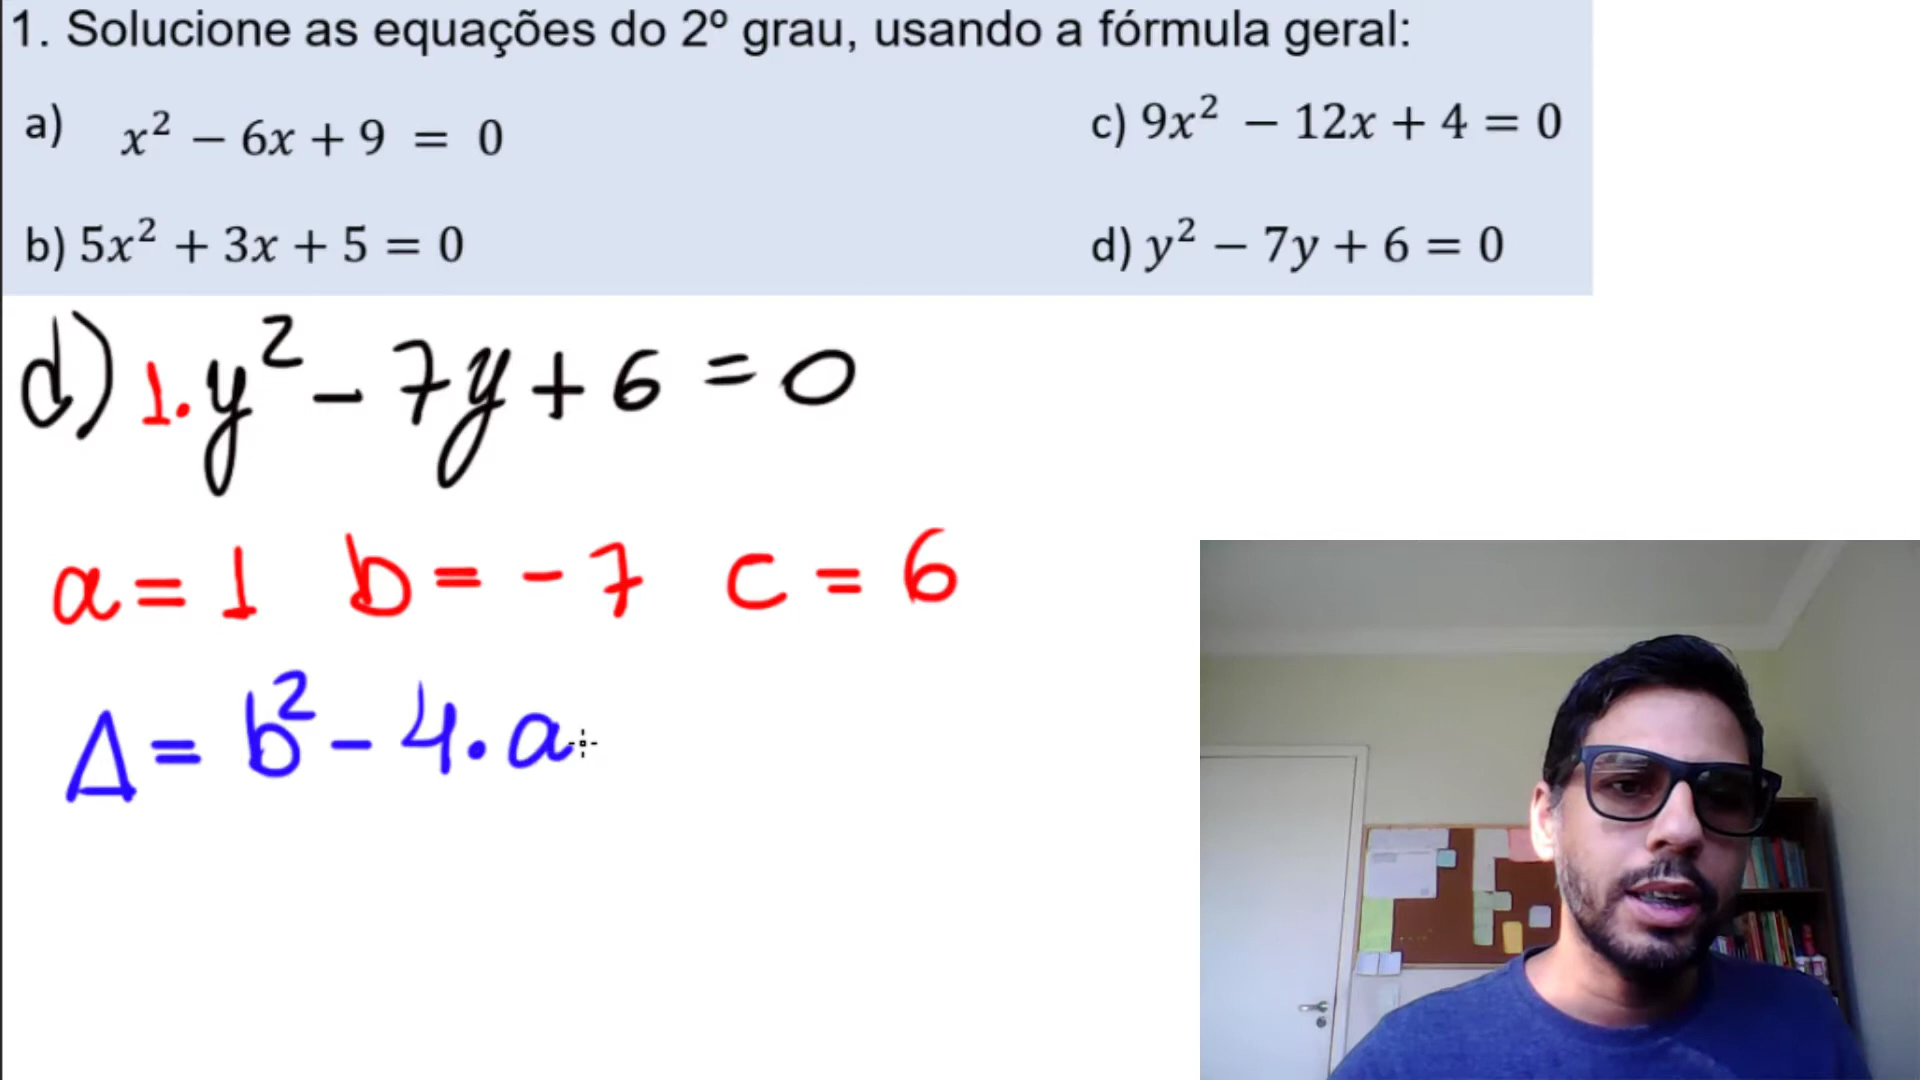 1. Solucione as equações do 2º grau, usando a fórmula geral:
a) x² − 6x + 9 = 0
c) 9x² − 12x + 4 = 0
b) 5x² + 3x + 5 = 0
d) y² − 7y + 6 = 0
d) 1.y² - 7y + 6 = 0
a = 1 b = - 7 c = 6
Δ = b² - 4 . a